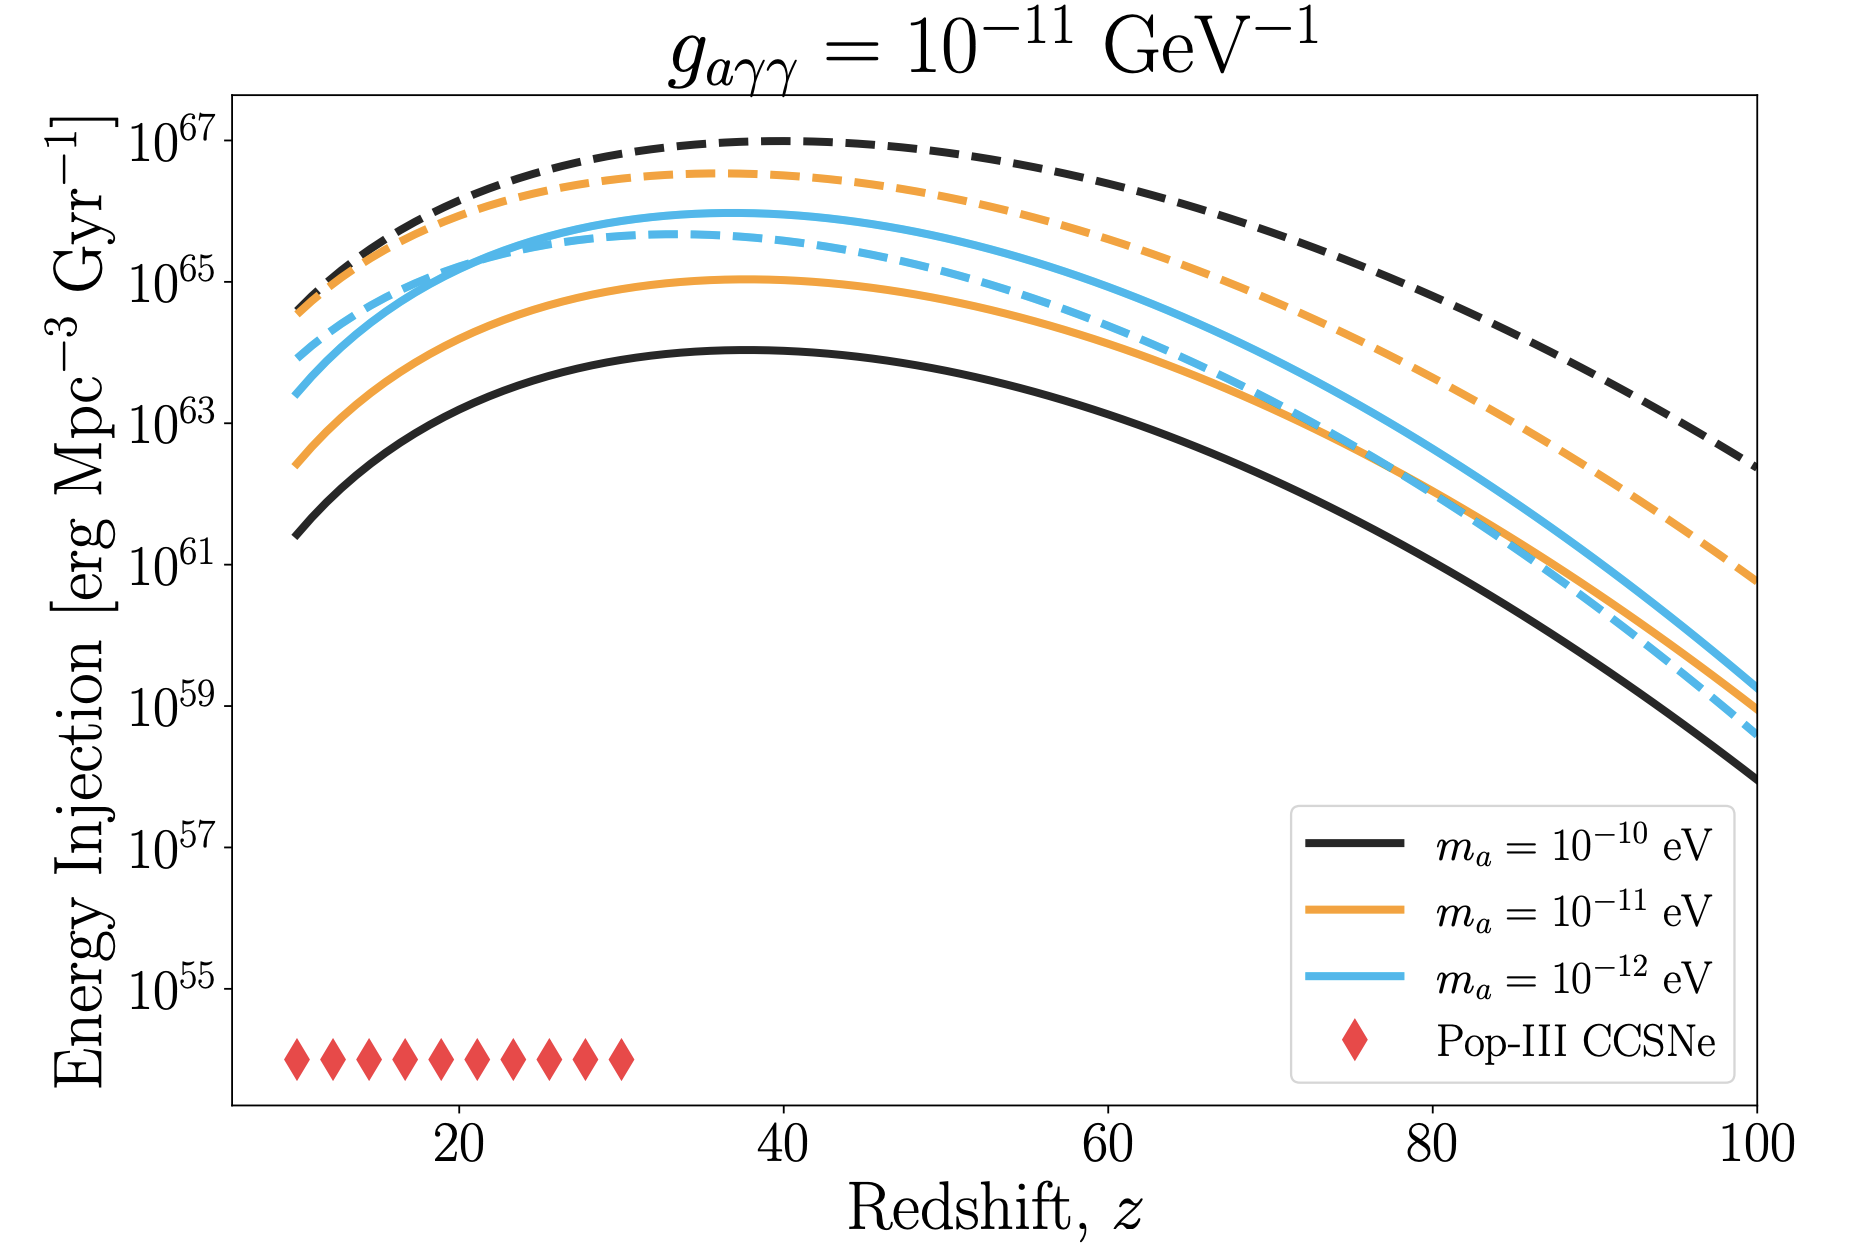 g_{aγγ} = 10^{−11} GeV^{−1}
Energy Injection [erg Mpc^{−3} Gyr^{−1}]
10^{67}
10^{65}
10^{63}
10^{61}
10^{59}
10^{57}
10^{55}
m_a = 10^{−10} eV
m_a = 10^{−11} eV
m_a = 10^{−12} eV
Pop-III CCSNe
20 40 60 80 100
Redshift, z